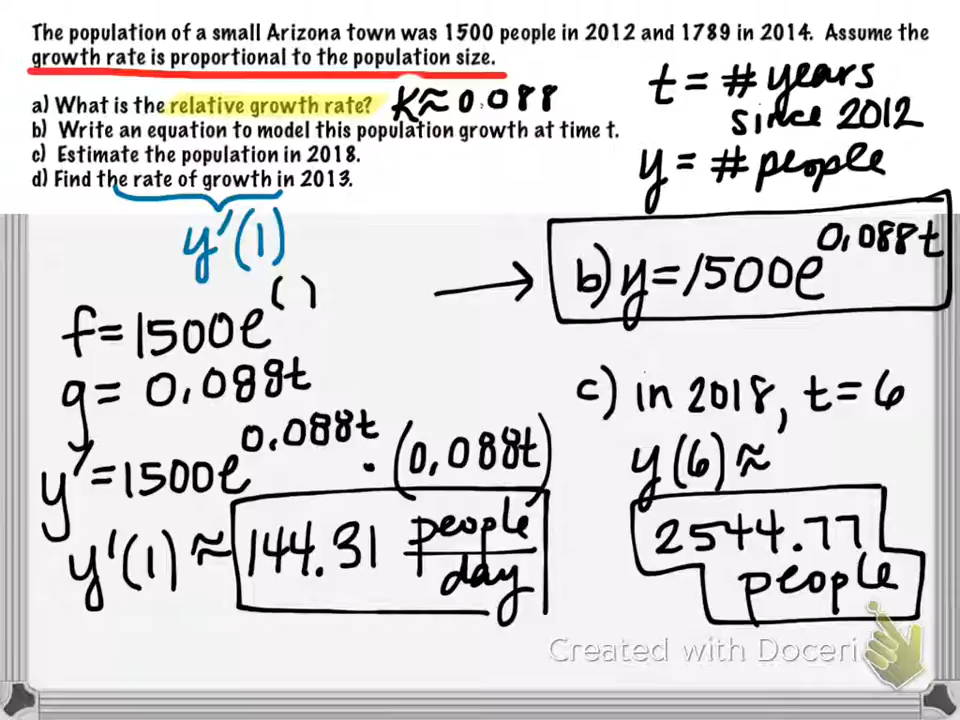 The population of a small Arizona town was 1500 people in 2012 and 1789 in 2014. Assume the
growth rate is proportional to the population size.
a) What is the relative growth rate? K≈0.088
b) Write an equation to model this population growth at time t.
c) Estimate the population in 2018.
d) Find the rate of growth in 2013.
t = # years
since 2012
y = # people
y'(1)
→ b) y=1500e^0.088t
f=1500e^( )
g= 0.088t
y'=1500e^0.088t · (0.088t)
y'(1) ≈ 144.31 people/day
c) in 2018, t=6
y(6) ≈
2544.77
people
Created with Doceri